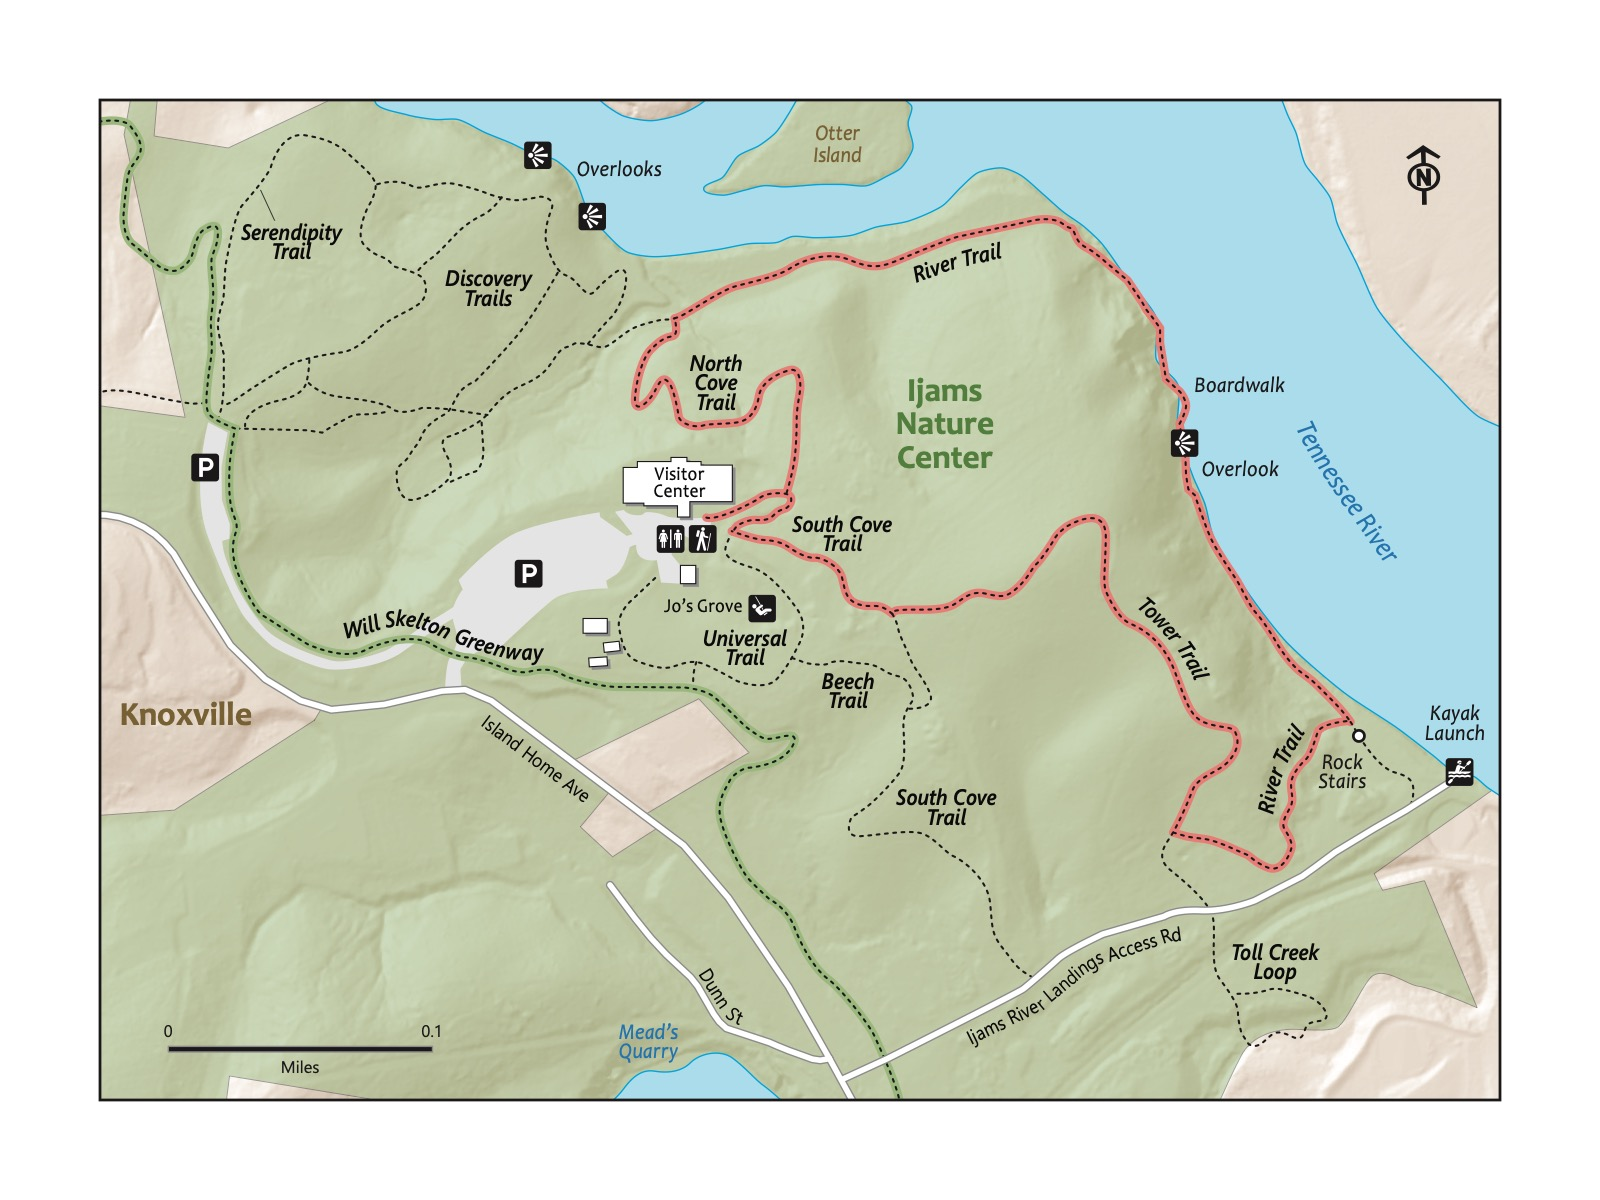 Otter
Island
Overlooks
N
Serendipity
Trail
River Trail
Discovery
Trails
North
Cove
Trail
Ijams
Nature
Center
Boardwalk
Overlook
Tennessee River
P
Visitor
Center
South Cove
Trail
P
Jo's Grove
Will Skelton Greenway
Universal
Trail
Tower Trail
Beech
Trail
Knoxville
Kayak
Launch
Island Home Ave
River Trail
Rock
Stairs
South Cove
Trail
Toll Creek
Loop
Ijams River Landings Access Rd
Dunn St
Mead's
Quarry
0 0.1
Miles